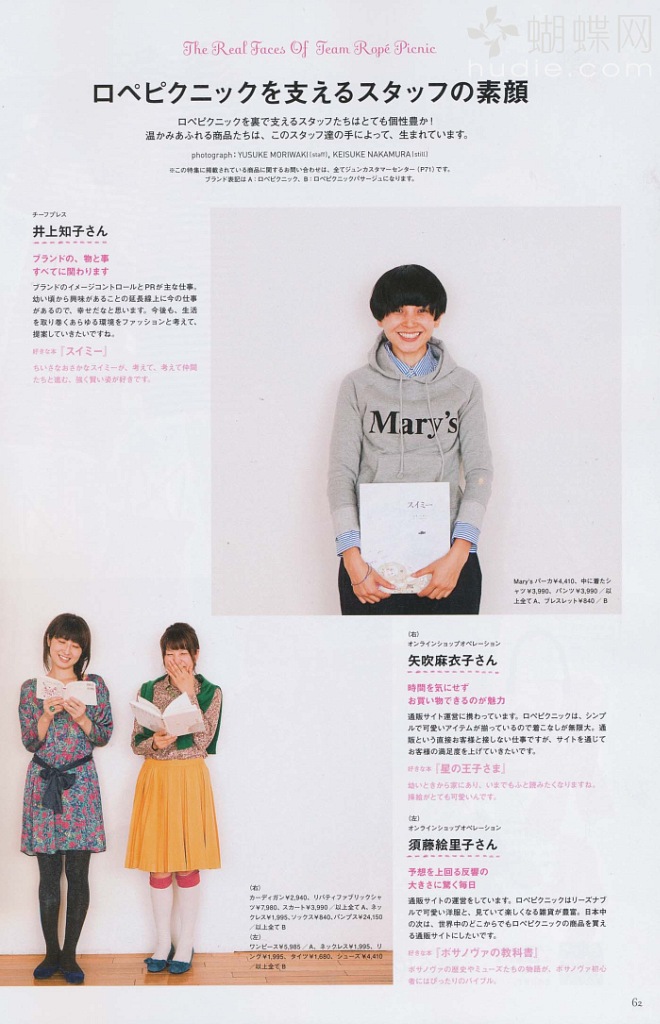 蝴蝶网
hudie.com
The Real Faces Of Team Ropé Picnic
ロペピクニックを支えるスタッフの素顔
ロペピクニックを裏で支えるスタッフたちはとても個性豊か！
温かみあふれる商品たちは、このスタッフ達の手によって、生まれています。
photograph : YUSUKE MORIWAKI(staff), KEISUKE NAKAMURA(still)
※この特集に掲載されている商品に関するお問い合わせは、全てジュンカスタマーセンター（P71）です。
ブランド表記はA：ロペピクニック、B：ロペピクニックパサージュになります。
チーフプレス
井上知子さん
ブランドの、物と事
すべてに関わります
ブランドのイメージコントロールとPRが主な仕事。
幼い頃から興味があることの延長線上に今の仕事
があるので、幸せだなと思います。今後も、生活
を取り巻くあらゆる環境をファッションと考えて、
提案していきたいですね。
好きな本『スイミー』
ちいさなおさかなスイミーが、考えて、考えて仲間
たちと進む、強く賢い姿が好きです。
Mary's
スイミー
Mary's パーカ¥4,410、中に着たシ
ャツ¥3,990、パンツ¥3,990／以
上全てA、ブレスレット¥840／B
（右）
オンラインショップオペレーション
矢吹麻衣子さん
時間を気にせず
お買い物できるのが魅力
通販サイト運営に携わっています。ロペピクニックは、シンプ
ルで可愛いアイテムが揃っているので着こなしが無限大。通
販という直接お客様と接しない仕事ですが、サイトを通じて
お客様の満足度を上げていきたいです。
好きな本『星の王子さま』
幼いときから家にあり、いまでもふと読みたくなりますね。
挿絵がとても可愛いんです。
（左）
オンラインショップオペレーション
須藤絵里子さん
予想を上回る反響の
大きさに驚く毎日
通販サイトの運営をしています。ロペピクニックはリーズナブ
ルで可愛い洋服と、見ていて楽しくなる雑貨が豊富。日本中
の次は、世界中のどこからでもロペピクニックの商品を買え
る通販サイトにしたいです。
好きな本『ボサノヴァの教科書』
ボサノヴァの歴史やミューズたちの物語が、ボサノヴァ初心
者にはぴったりのバイブル。
（右）
カーディガン¥2,940、リバティファブリックシャ
ツ¥7,980、スカート¥3,990／以上全てA、ネッ
クレス¥1,995、ソックス¥840、パンプス¥24,150
／以上全てB
（左）
ワンピース¥5,985／A、ネックレス¥1,995、リ
ング¥1,995、タイツ¥1,680、シューズ¥4,410
／以上全てB
62